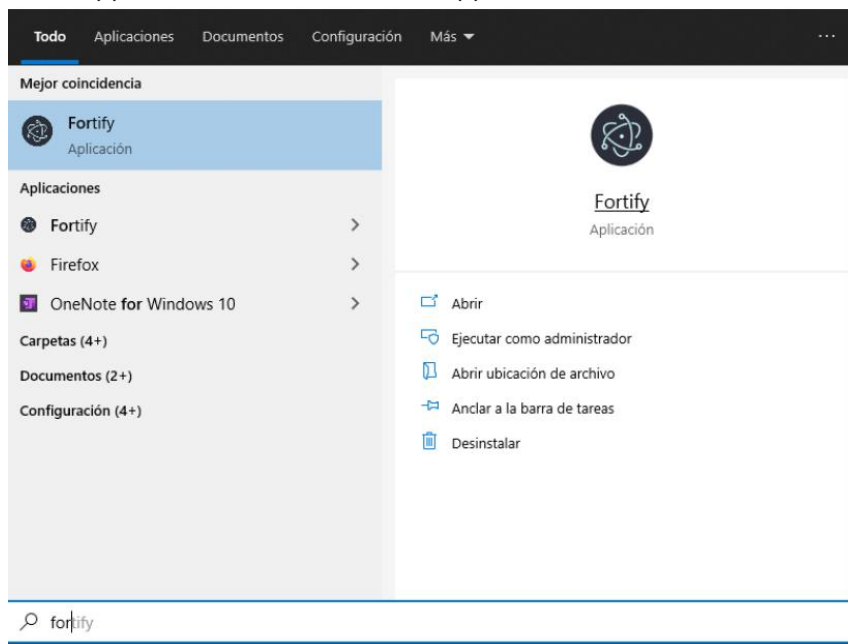 Todo Aplicaciones Documentos Configuración Más
Mejor coincidencia
Fortify
Aplicación
Aplicaciones
Fortify
Firefox
OneNote for Windows 10
Carpetas (4+)
Documentos (2+)
Configuración (4+)
Fortify
Aplicación
Abrir
Ejecutar como administrador
Abrir ubicación de archivo
Anclar a la barra de tareas
Desinstalar
fortify